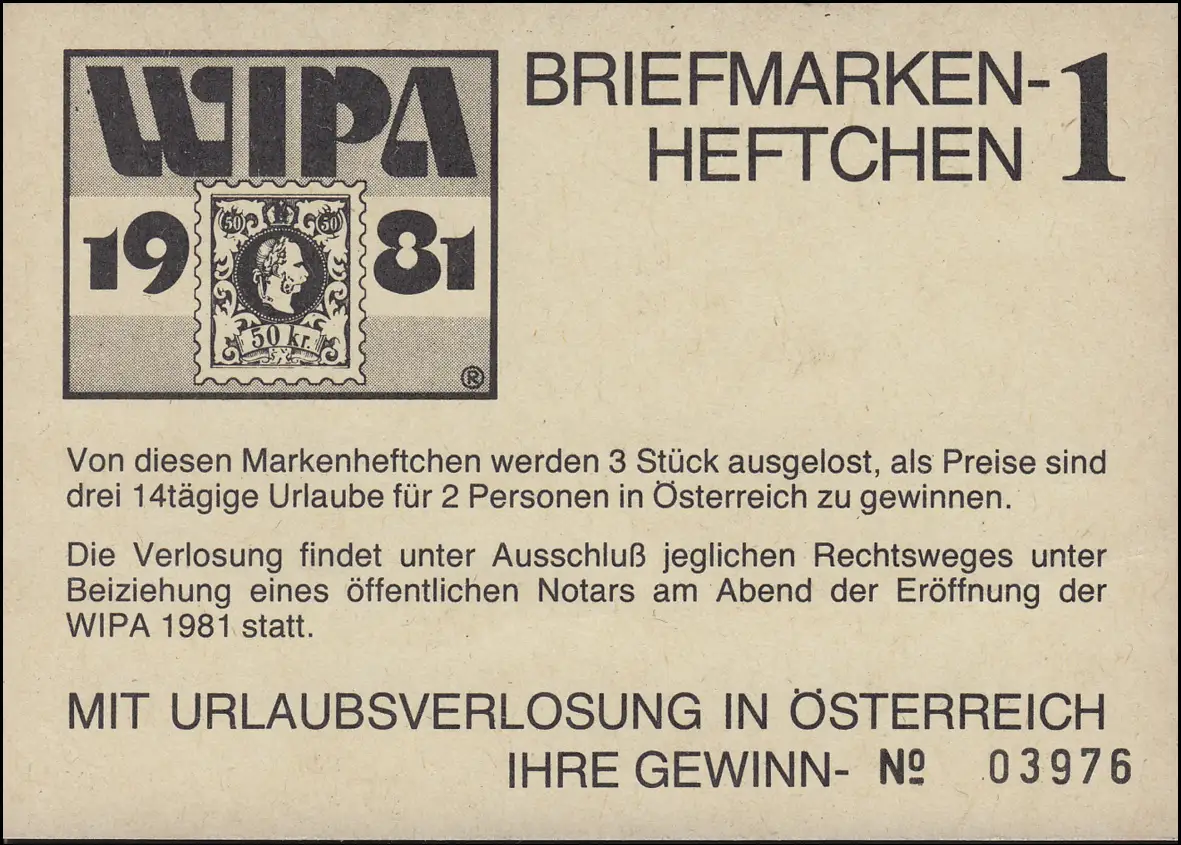 WIPA
1981
50 50
50 kr.
®
BRIEFMARKEN-
HEFTCHEN 1
Von diesen Markenheftchen werden 3 Stück ausgelost, als Preise sind
drei 14tägige Urlaube für 2 Personen in Österreich zu gewinnen.
Die Verlosung findet unter Ausschluß jeglichen Rechtsweges unter
Beiziehung eines öffentlichen Notars am Abend der Eröffnung der
WIPA 1981 statt.
MIT URLAUBSVERLOSUNG IN ÖSTERREICH
IHRE GEWINN- Nº 03976